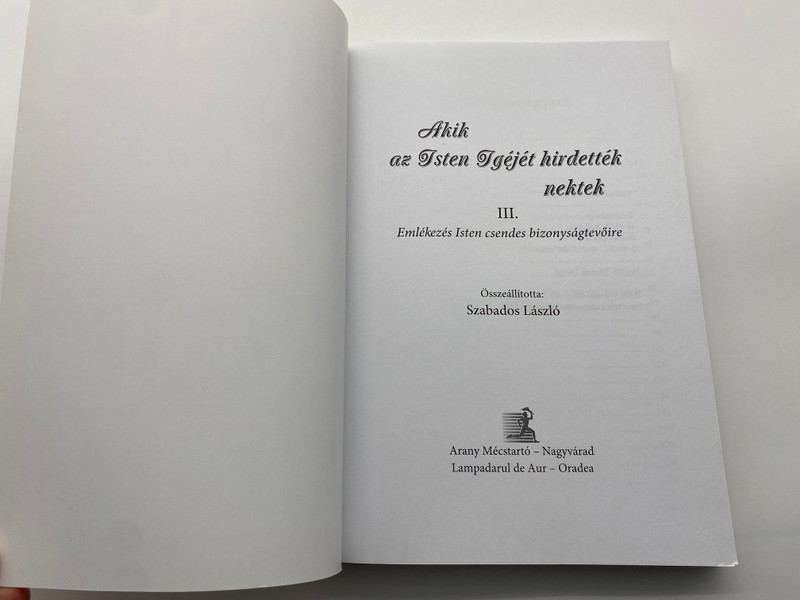 Akik
az Isten Igéjét hirdették
nektek
III.
Emlékezés Isten csendes bizonyságtevőire
Összeállította:
Szabados László
Arany Mécstartó – Nagyvárad
Lampadarul de Aur – Oradea